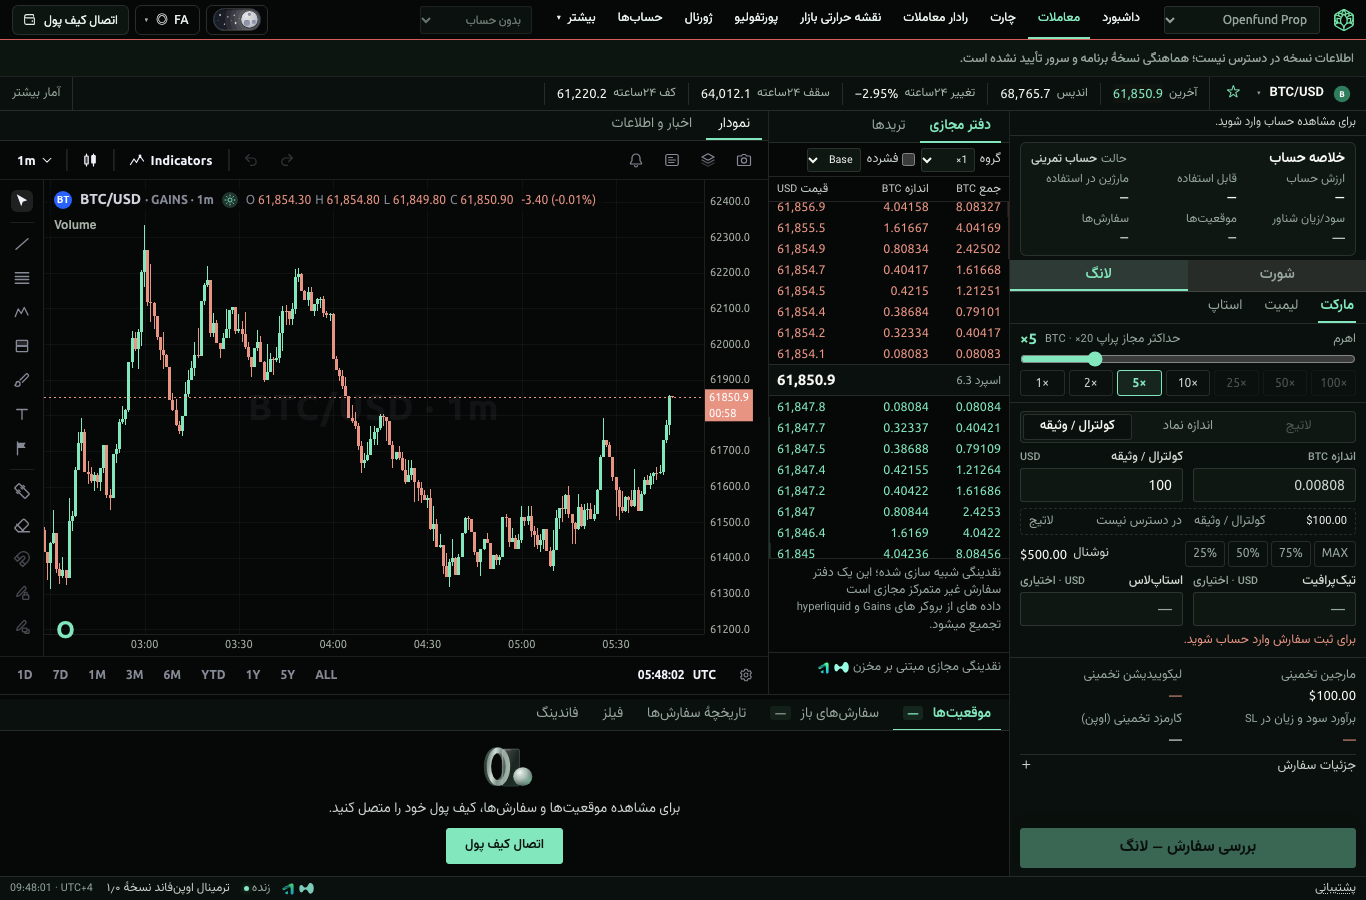 Openfund Prop
داشبورد
معاملات
چارت
رادار معاملات
نقشه حرارتی بازار
پورتفولیو
ژورنال
حساب‌ها
بیشتر
بدون حساب
FA
اتصال کیف پول
اطلاعات نسخه در دسترس نیست؛ هماهنگی نسخهٔ برنامه و سرور تأیید نشده است.
BTC/USD
آخرین 61,850.9
اندیس 68,765.7
تغییر ۲۴ساعته −2.95%
سقف ۲۴ساعته 64,012.1
کف ۲۴ساعته 61,220.2
آمار بیشتر
برای مشاهده حساب وارد شوید.
خلاصه حساب
حالت حساب تمرینی
ارزش حساب
قابل استفاده
مارژین در استفاده
—
—
—
سود/زیان شناور
موقعیت‌ها
سفارش‌ها
—
—
—
شورت
لانگ
مارکت
لیمیت
استاپ
اهرم
حداکثر مجاز پراپ BTC · ×20
×5
1×
2×
5×
10×
25×
50×
100×
لاتیج
اندازه نماد
کولترال / وثیقه
اندازه BTC
0.00808
کولترال / وثیقه
USD
100
$100.00
کولترال / وثیقه
در دسترس نیست
لاتیج
MAX
75%
50%
25%
نوشنال $500.00
تیک‌پرافیت
USD · اختیاری
—
استاپ‌لاس
USD · اختیاری
—
برای ثبت سفارش وارد حساب شوید.
مارجین تخمینی
$100.00
لیکوییدیشن تخمینی
—
برآورد سود و زیان در SL
—
کارمزد تخمینی (اوپن)
—
جزئیات سفارش
+
بررسی سفارش — لانگ
دفتر مجازی
تریدها
گروه
×1
فشرده
Base
جمع BTC
اندازه BTC
قیمت USD
61,856.9 4.04158 8.08327
61,855.5 1.61667 4.04169
61,854.9 0.80834 2.42502
61,854.7 0.40417 1.61668
61,854.5 0.4215 1.21251
61,854.4 0.38684 0.79101
61,854.2 0.32334 0.40417
61,854.1 0.08083 0.08083
61,850.9
اسپرد 6.3
61,847.8 0.08084 0.08084
61,847.7 0.32337 0.40421
61,847.5 0.38688 0.79109
61,847.4 0.42155 1.21264
61,847.2 0.40422 1.61686
61,847 0.80844 2.4253
61,846.4 1.6169 4.0422
61,845 4.04236 8.08456
نقدینگی شبیه سازی شده؛ این یک دفتر
سفارش غیر متمرکز مجازی است
داده های از بروکر های Gains و hyperliquid
تجمیع میشود.
نقدینگی مجازی مبتنی بر مخزن
نمودار
اخبار و اطلاعات
1m
Indicators
BT
BTC/USD · GAINS · 1m
O 61,854.30 H 61,854.80 L 61,849.80 C 61,850.90 -3.40 (-0.01%)
Volume
BTC/USD · 1m
62400.0
62300.0
62200.0
62100.0
62000.0
61900.0
61850.9
00:58
61700.0
61600.0
61500.0
61400.0
61300.0
61200.0
03:00
03:30
04:00
04:30
05:00
05:30
1D
7D
1M
3M
6M
YTD
1Y
5Y
ALL
05:48:02 UTC
موقعیت‌ها —
سفارش‌های باز —
تاریخچهٔ سفارش‌ها
فیلز
فاندینگ
برای مشاهده موقعیت‌ها و سفارش‌ها، کیف پول خود را متصل کنید.
اتصال کیف پول
پشتیبانی
زنده
ترمینال اوپن‌فاند نسخهٔ ۱٫۰
09:48:01 · UTC+4